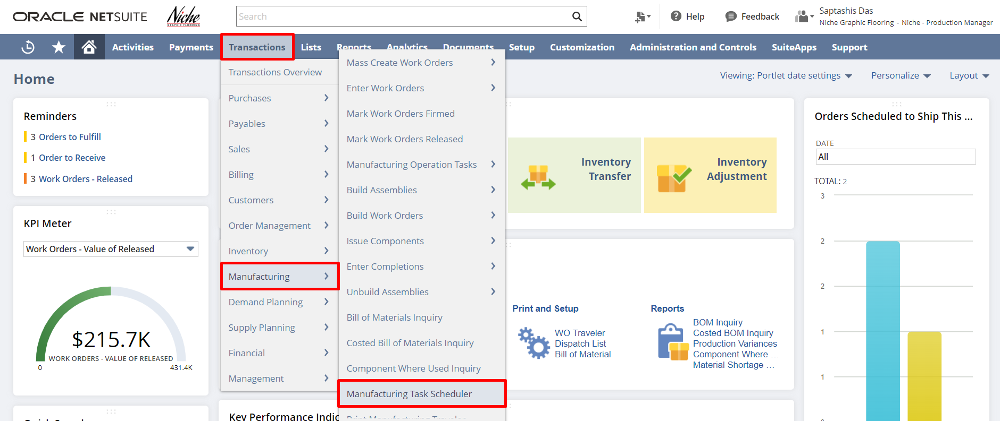 ORACLE NETSUITE
Niche
GRAPHIC FLOORING
Search
Help
Feedback
Saptashis Das
Niche Graphic Flooring - Niche - Production Manager
Activities
Payments
Transactions
Lists
Reports
Analytics
Documents
Setup
Customization
Administration and Controls
SuiteApps
Support
Home
Viewing: Portlet date settings
Personalize
Layout
Reminders
3 Orders to Fulfill
1 Order to Receive
3 Work Orders - Released
KPI Meter
Work Orders - Value of Released
$215.7K
WORK ORDERS - VALUE OF RELEASED
0
431.4K
Transactions Overview
Purchases
Payables
Sales
Billing
Customers
Order Management
Inventory
Manufacturing
Demand Planning
Supply Planning
Financial
Management
Mass Create Work Orders
Enter Work Orders
Mark Work Orders Firmed
Mark Work Orders Released
Manufacturing Operation Tasks
Build Assemblies
Build Work Orders
Issue Components
Enter Completions
Unbuild Assemblies
Bill of Materials Inquiry
Costed Bill of Materials Inquiry
Component Where Used Inquiry
Manufacturing Task Scheduler
Print Manufacturing Traveler
Inventory
Transfer
Inventory
Adjustment
Print and Setup
WO Traveler
Dispatch List
Bill of Material
Reports
BOM Inquiry
Costed BOM Inquiry
Production Variances
Component Where ...
Material Shortage ...
Key Performance Indic
Orders Scheduled to Ship This ...
DATE
All
TOTAL: 2
3
2
2
1
1